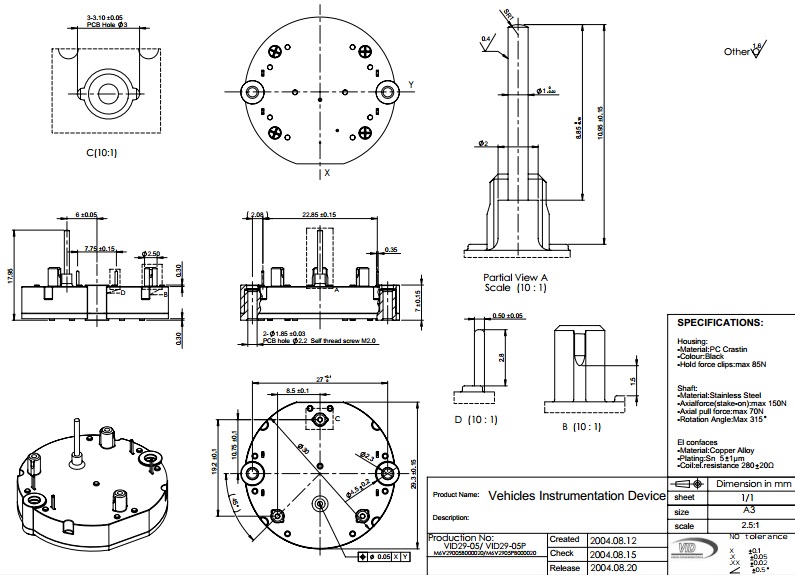 3-3.10 ±0.05
PCB Hole Ø3
C(10:1)
Y
X
SR1
0.4
Ø1
8.85
10.95 ±0.15
Ø2
Partial View A
Scale (10 : 1)
Other
1.6
6 ±0.05
7.75 ±0.15
Ø2.50
17.95
0.30
0.30
D
B
(2.08)
22.85 ±0.15
0.35
A
7 ±0.15
2-Ø1.85 ±0.03
PCB hole Ø2.2 Self thread screw M2.0
0.50 ±0.05
2.8
D (10 : 1)
1.5
B (10 : 1)
27
8.5 ±0.1
C
19.2 ±0.1
10.75 ±0.1
Ø30
Ø2.3
Ø4.5 ±0.2
29.3 ±0.15
(45°)
Ø 0.05 X Y
SPECIFICATIONS:
Housing:
-Material:PC Crastin
-Colour:Black
-Hold force clips:max 85N
Shaft:
-Material:Stainless Steel
-Axialforce(stake-on):max 150N
-Axial pull force:max 70N
-Rotation Angle:Max 315°
El confaces
-Material:Copper Alloy
-Plating:Sn 5±1μm
-Coil:el.resistance 280±20Ω
Product Name: Vehicles Instrumentation Device
Description:
Dimension in mm
sheet 1/1
size A3
scale 2.5:1
Production No:
VID29-05/ VID29-05P
Created 2004.08.12
Check 2004.08.15
Release 2004.08.20
VID
NO tolerance
X ±0.1
.X ±0.05
.XX ±0.02
±0.5°